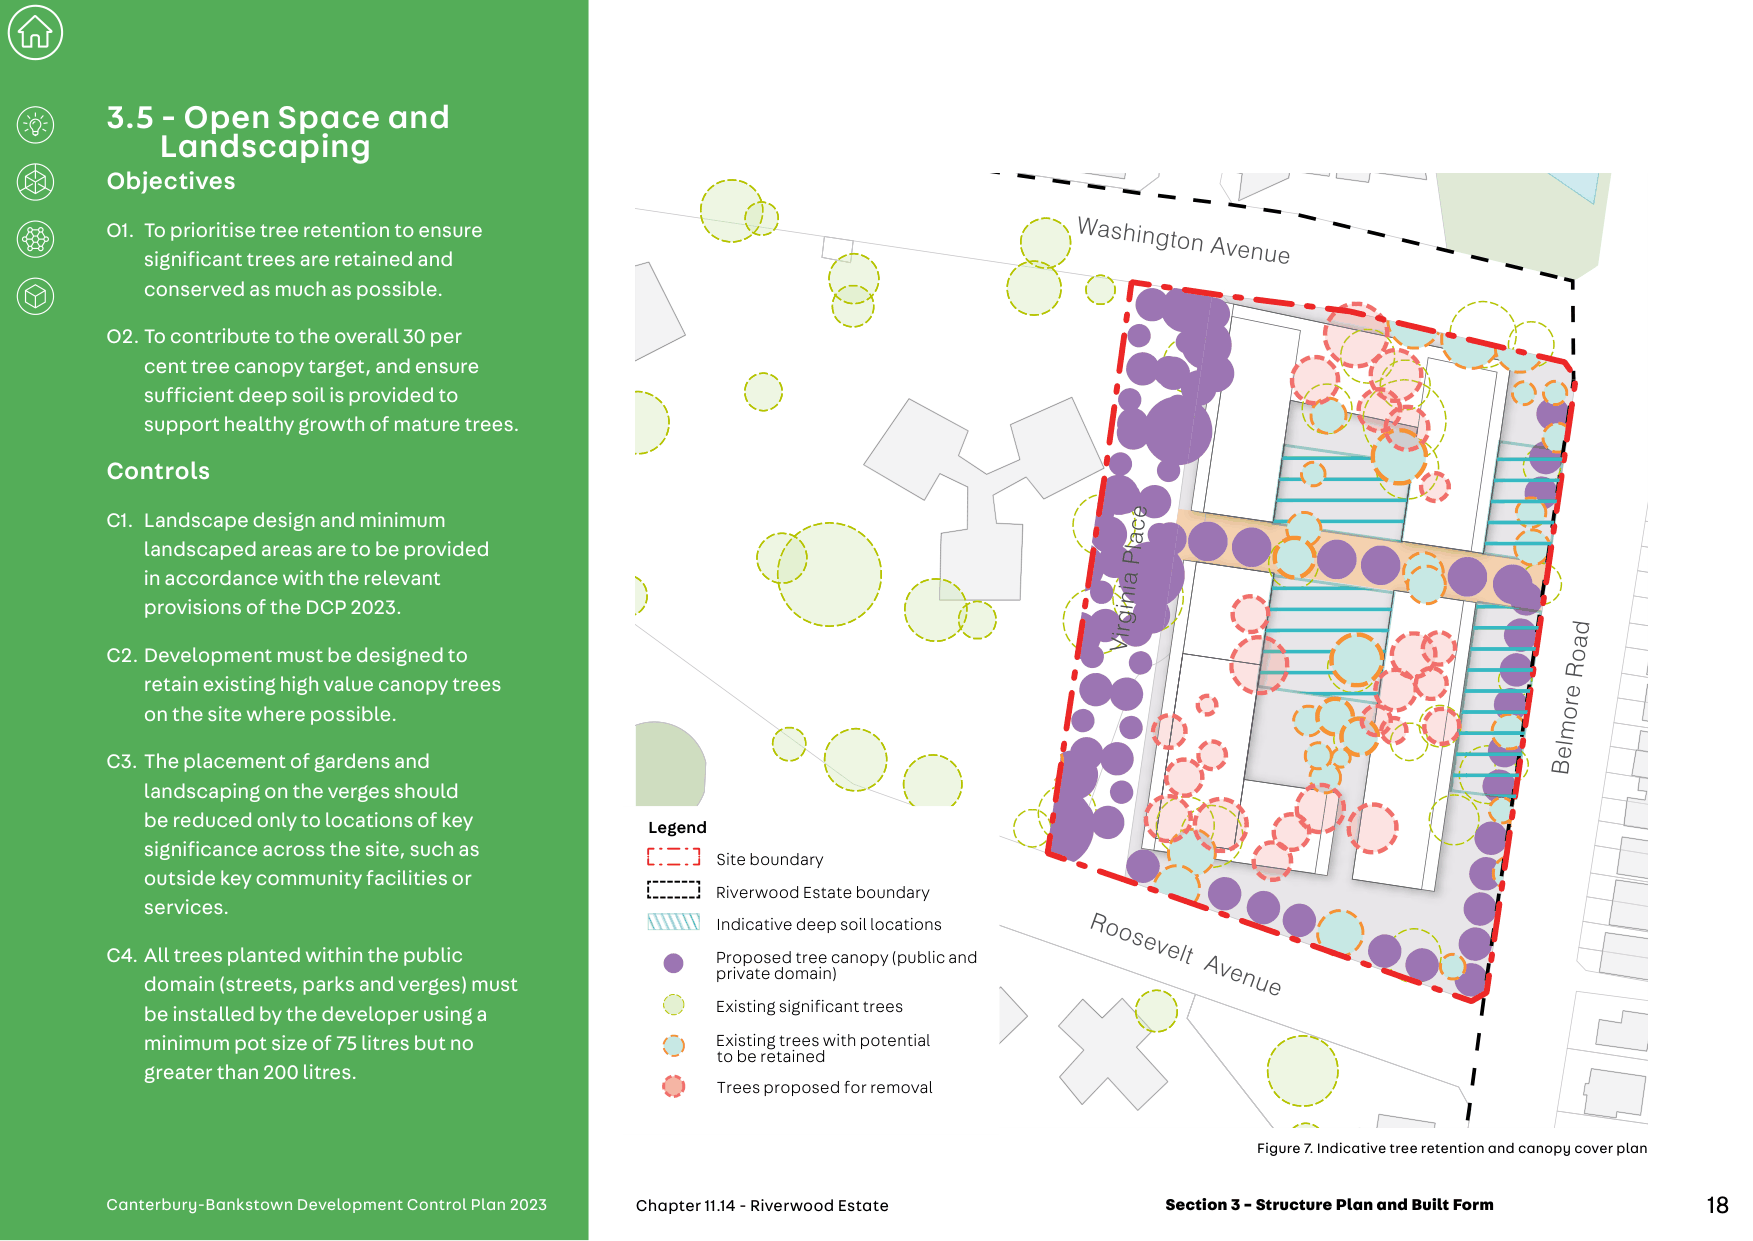 3.5 - Open Space and
Landscaping
Objectives
O1. To prioritise tree retention to ensure
significant trees are retained and
conserved as much as possible.
O2. To contribute to the overall 30 per
cent tree canopy target, and ensure
sufficient deep soil is provided to
support healthy growth of mature trees.
Controls
C1. Landscape design and minimum
landscaped areas are to be provided
in accordance with the relevant
provisions of the DCP 2023.
C2. Development must be designed to
retain existing high value canopy trees
on the site where possible.
C3. The placement of gardens and
landscaping on the verges should
be reduced only to locations of key
significance across the site, such as
outside key community facilities or
services.
C4. All trees planted within the public
domain (streets, parks and verges) must
be installed by the developer using a
minimum pot size of 75 litres but no
greater than 200 litres.
Canterbury-Bankstown Development Control Plan 2023
Washington Avenue
Virginia Place
Belmore Road
Roosevelt Avenue
Legend
Site boundary
Riverwood Estate boundary
Indicative deep soil locations
Proposed tree canopy (public and
private domain)
Existing significant trees
Existing trees with potential
to be retained
Trees proposed for removal
Figure 7. Indicative tree retention and canopy cover plan
Chapter 11.14 - Riverwood Estate
Section 3 – Structure Plan and Built Form
18